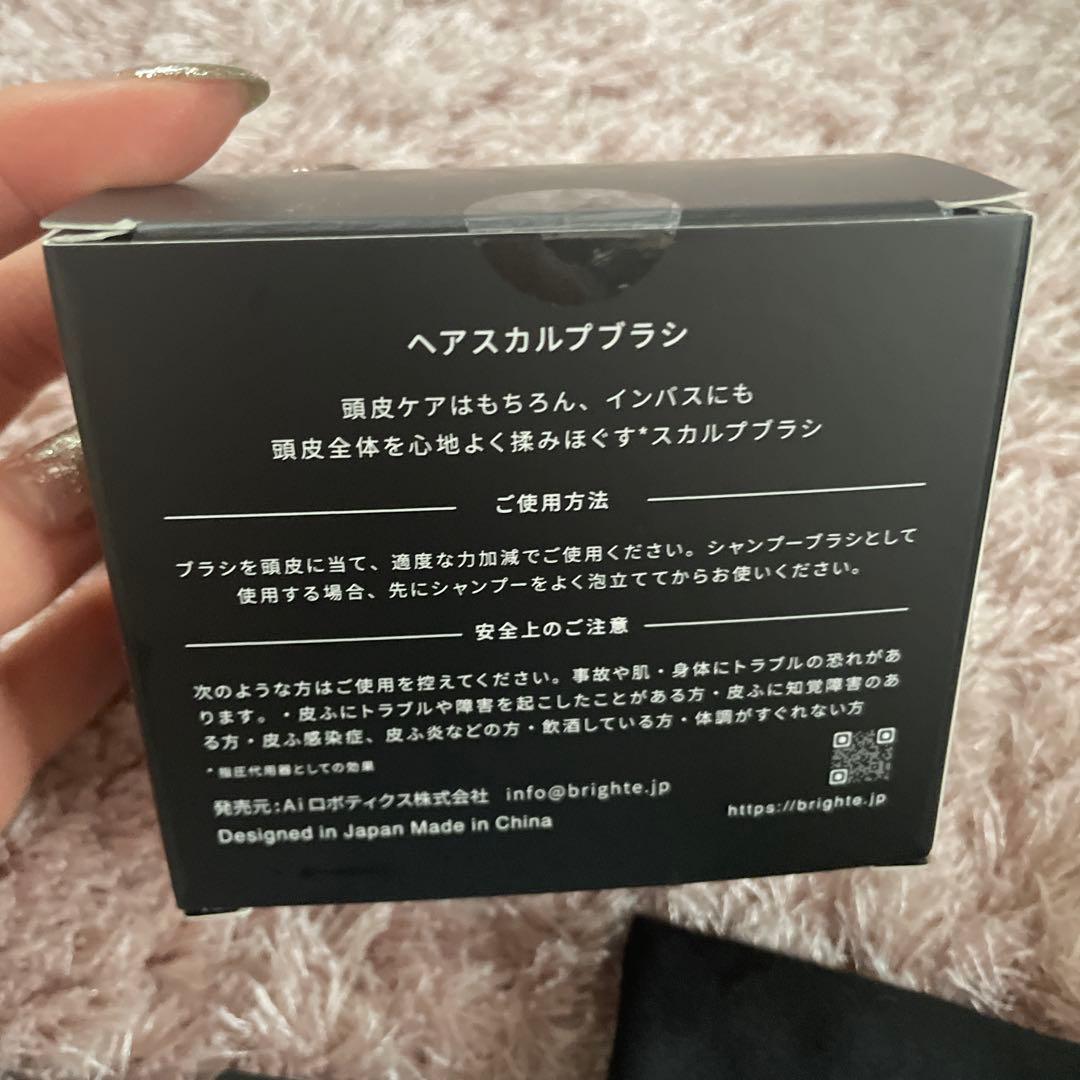 ヘアスカルプブラシ
頭皮ケアはもちろん、インバスにも
頭皮全体を心地よく揉みほぐす*スカルプブラシ
ご使用方法
ブラシを頭皮に当て、適度な力加減でご使用ください。シャンプーブラシとして
使用する場合、先にシャンプーをよく泡立ててからお使いください。
安全上のご注意
次のような方はご使用を控えてください。事故や肌・身体にトラブルの恐れがあ
ります。・皮ふにトラブルや障害を起こしたことがある方・皮ふに知覚障害のあ
る方・皮ふ感染症、皮ふ炎などの方・飲酒している方・体調がすぐれない方
*指圧代用器としての効果
発売元:Aiロボティクス株式会社 info@brighte.jp
Designed in Japan Made in China
https://brighte.jp